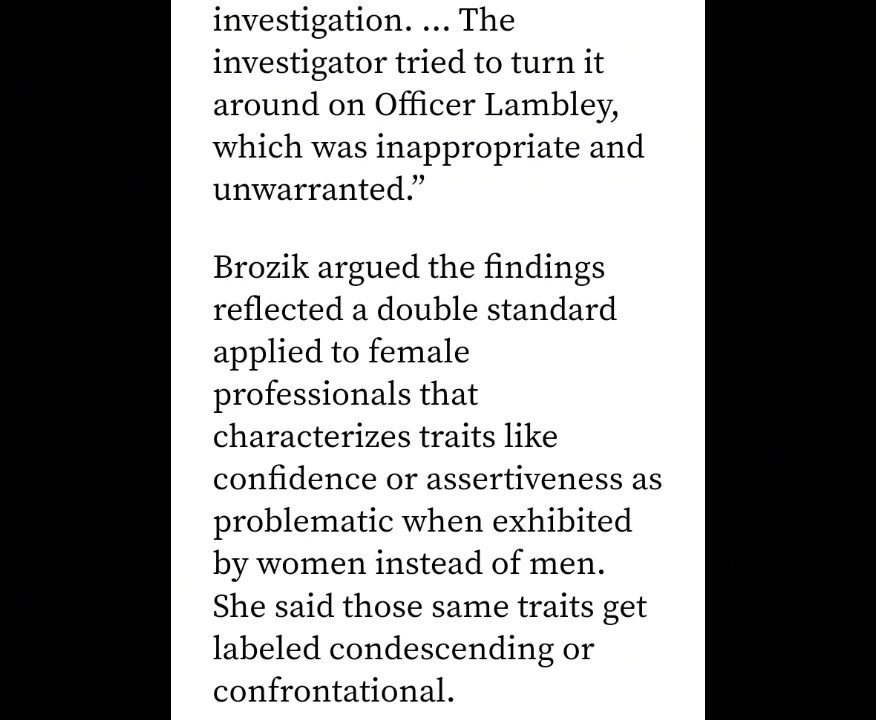 investigation. … The
investigator tried to turn it
around on Officer Lambley,
which was inappropriate and
unwarranted.”
Brozik argued the findings
reflected a double standard
applied to female
professionals that
characterizes traits like
confidence or assertiveness as
problematic when exhibited
by women instead of men.
She said those same traits get
labeled condescending or
confrontational.